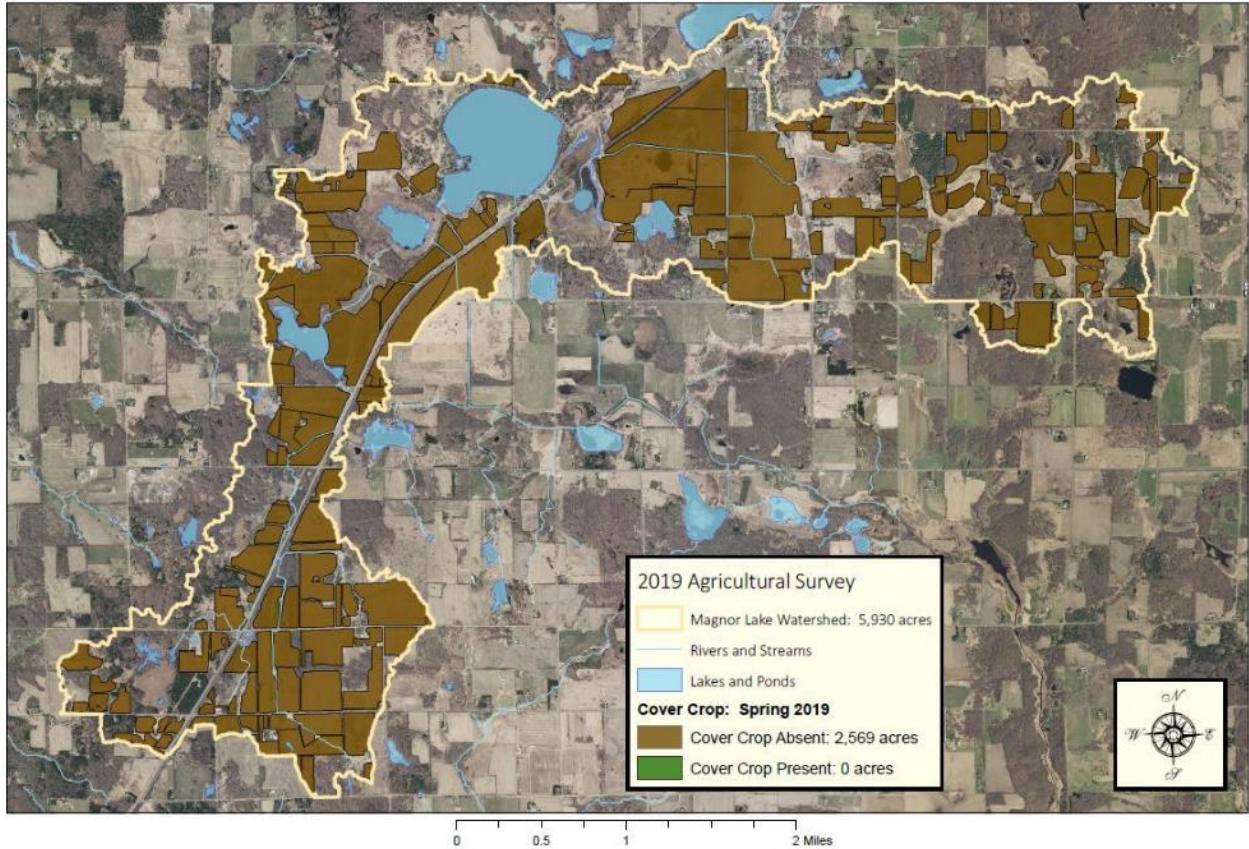 2019 Agricultural Survey
Magnor Lake Watershed: 5,930 acres
Rivers and Streams
Lakes and Ponds
Cover Crop: Spring 2019
Cover Crop Absent: 2,569 acres
Cover Crop Present: 0 acres
N
W E
S
0 0.5 1 2 Miles